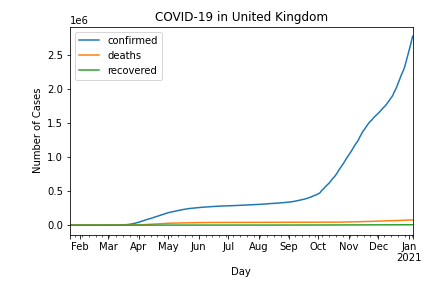 COVID-19 in United Kingdom
1e6
confirmed
deaths
recovered
2.5
2.0
1.5
1.0
0.5
0.0
Number of Cases
Feb Mar Apr May Jun Jul Aug Sep Oct Nov Dec Jan
2021
Day